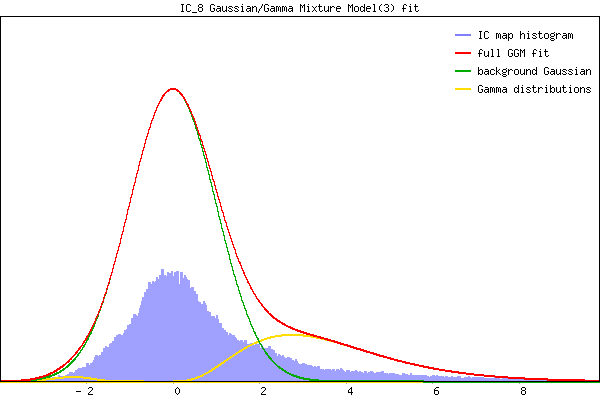 IC_8 Gaussian/Gamma Mixture Model(3) fit
IC map histogram
full GGM fit
background Gaussian
Gamma distributions
-2 0 2 4 6 8